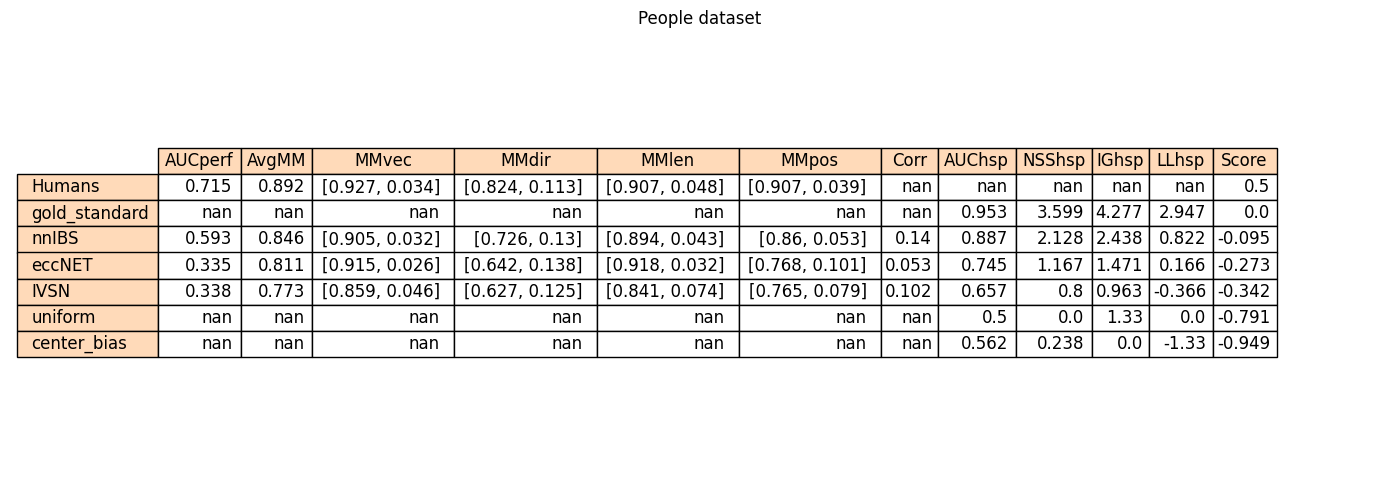 People dataset
AUCperf AvgMM MMvec MMdir MMlen MMpos Corr AUChsp NSShsp IGhsp LLhsp Score
Humans 0.715 0.892 [0.927, 0.034] [0.824, 0.113] [0.907, 0.048] [0.907, 0.039] nan nan nan nan nan 0.5
gold_standard nan nan nan nan nan nan nan 0.953 3.599 4.277 2.947 0.0
nnIBS 0.593 0.846 [0.905, 0.032] [0.726, 0.13] [0.894, 0.043] [0.86, 0.053] 0.14 0.887 2.128 2.438 0.822 -0.095
eccNET 0.335 0.811 [0.915, 0.026] [0.642, 0.138] [0.918, 0.032] [0.768, 0.101] 0.053 0.745 1.167 1.471 0.166 -0.273
IVSN 0.338 0.773 [0.859, 0.046] [0.627, 0.125] [0.841, 0.074] [0.765, 0.079] 0.102 0.657 0.8 0.963 -0.366 -0.342
uniform nan nan nan nan nan nan nan 0.5 0.0 1.33 0.0 -0.791
center_bias nan nan nan nan nan nan nan 0.562 0.238 0.0 -1.33 -0.949